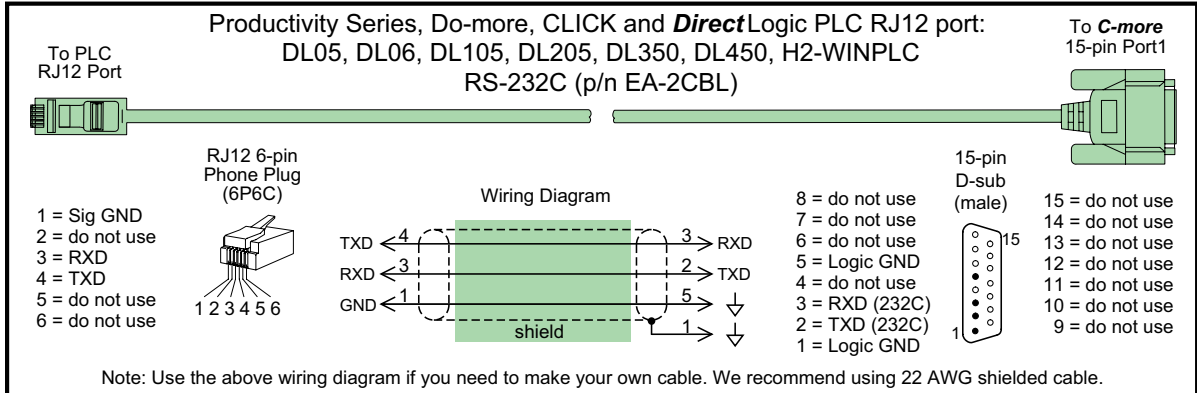 Productivity Series, Do-more, CLICK and DirectLogic PLC RJ12 port:
DL05, DL06, DL105, DL205, DL350, DL450, H2-WINPLC
RS-232C (p/n EA-2CBL)
To PLC
RJ12 Port
To C-more
15-pin Port1
RJ12 6-pin
Phone Plug
(6P6C)
1 = Sig GND
2 = do not use
3 = RXD
4 = TXD
5 = do not use
6 = do not use
1 2 3 4 5 6
Wiring Diagram
TXD 4 3 RXD
RXD 3 2 TXD
GND 1 5
1
shield
8 = do not use
7 = do not use
6 = do not use
5 = Logic GND
4 = do not use
3 = RXD (232C)
2 = TXD (232C)
1 = Logic GND
15-pin
D-sub
(male)
15
1
15 = do not use
14 = do not use
13 = do not use
12 = do not use
11 = do not use
10 = do not use
9 = do not use
Note: Use the above wiring diagram if you need to make your own cable. We recommend using 22 AWG shielded cable.